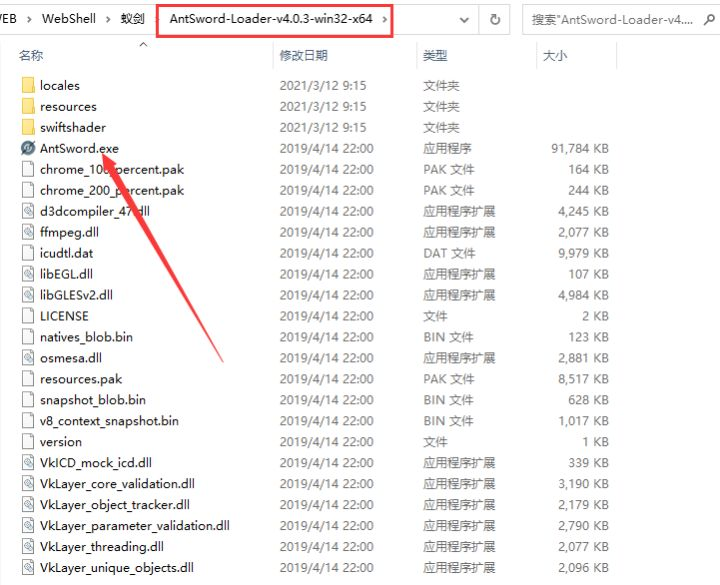 EB > WebShell > 蚁剑 > AntSword-Loader-v4.0.3-win32-x64 > 搜索"AntSword-Loader-v4....
名称 修改日期 类型 大小
locales 2021/3/12 9:15 文件夹
resources 2021/3/12 9:15 文件夹
swiftshader 2021/3/12 9:15 文件夹
AntSword.exe 2019/4/14 22:00 应用程序 91,784 KB
chrome_100_percent.pak 2019/4/14 22:00 PAK 文件 164 KB
chrome_200_percent.pak 2019/4/14 22:00 PAK 文件 244 KB
d3dcompiler_47.dll 2019/4/14 22:00 应用程序扩展 4,245 KB
ffmpeg.dll 2019/4/14 22:00 应用程序扩展 2,077 KB
icudtl.dat 2019/4/14 22:00 DAT 文件 9,979 KB
libEGL.dll 2019/4/14 22:00 应用程序扩展 107 KB
libGLESv2.dll 2019/4/14 22:00 应用程序扩展 4,984 KB
LICENSE 2019/4/14 22:00 文件 2 KB
natives_blob.bin 2019/4/14 22:00 BIN 文件 123 KB
osmesa.dll 2019/4/14 22:00 应用程序扩展 2,881 KB
resources.pak 2019/4/14 22:00 PAK 文件 8,517 KB
snapshot_blob.bin 2019/4/14 22:00 BIN 文件 628 KB
v8_context_snapshot.bin 2019/4/14 22:00 BIN 文件 1,017 KB
version 2019/4/14 22:00 文件 1 KB
VkICD_mock_icd.dll 2019/4/14 22:00 应用程序扩展 339 KB
VkLayer_core_validation.dll 2019/4/14 22:00 应用程序扩展 3,190 KB
VkLayer_object_tracker.dll 2019/4/14 22:00 应用程序扩展 2,179 KB
VkLayer_parameter_validation.dll 2019/4/14 22:00 应用程序扩展 2,790 KB
VkLayer_threading.dll 2019/4/14 22:00 应用程序扩展 2,077 KB
VkLayer_unique_objects.dll 2019/4/14 22:00 应用程序扩展 2,096 KB